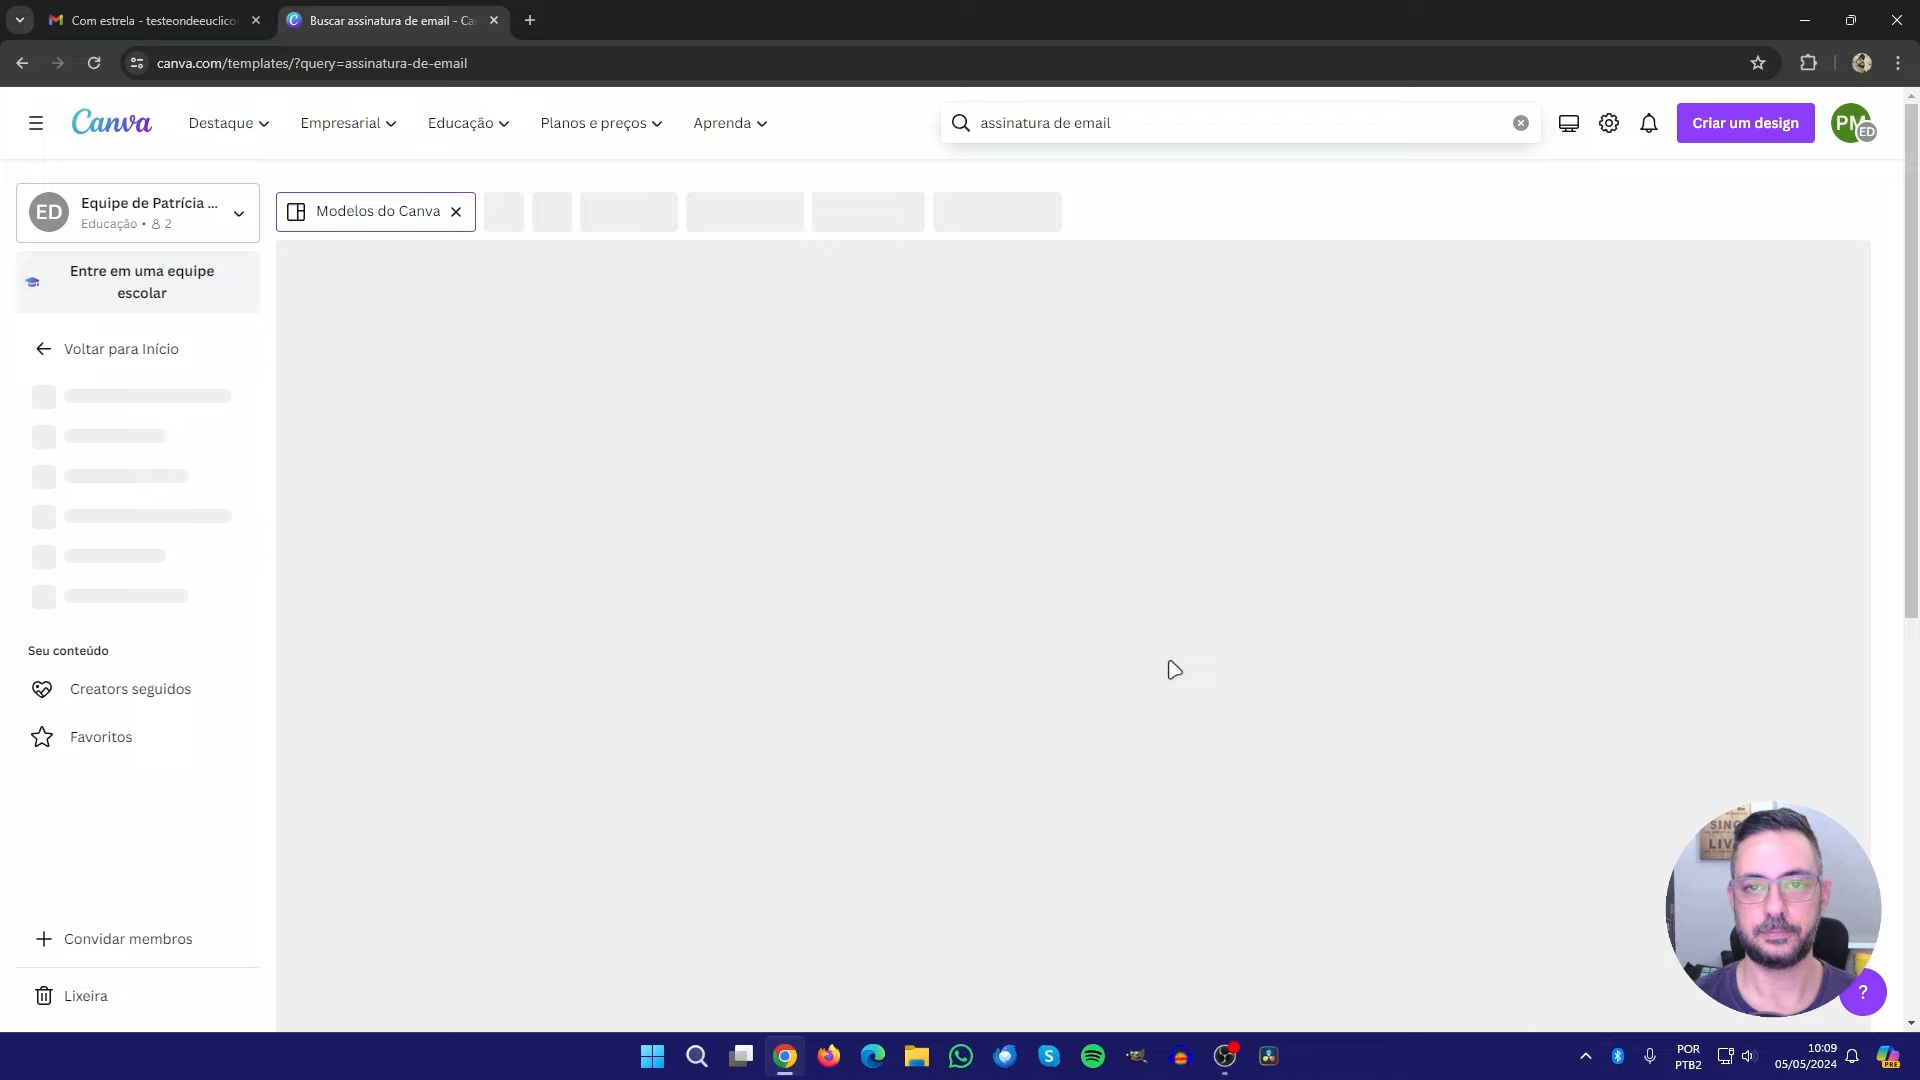 Com estrela - testeondeeuclico
Buscar assinatura de email - Ca
canva.com/templates/?query=assinatura-de-email
Canva
Destaque
Empresarial
Educação
Planos e preços
Aprenda
assinatura de email
Criar um design
PM
ED
ED
Equipe de Patrícia ...
Educação • 2
Modelos do Canva
Entre em uma equipe
escolar
Voltar para Início
Seu conteúdo
Creators seguidos
Favoritos
SING
LIV
Convidar membros
Lixeira
?
POR
PTB2
10:09
05/05/2024
PRE